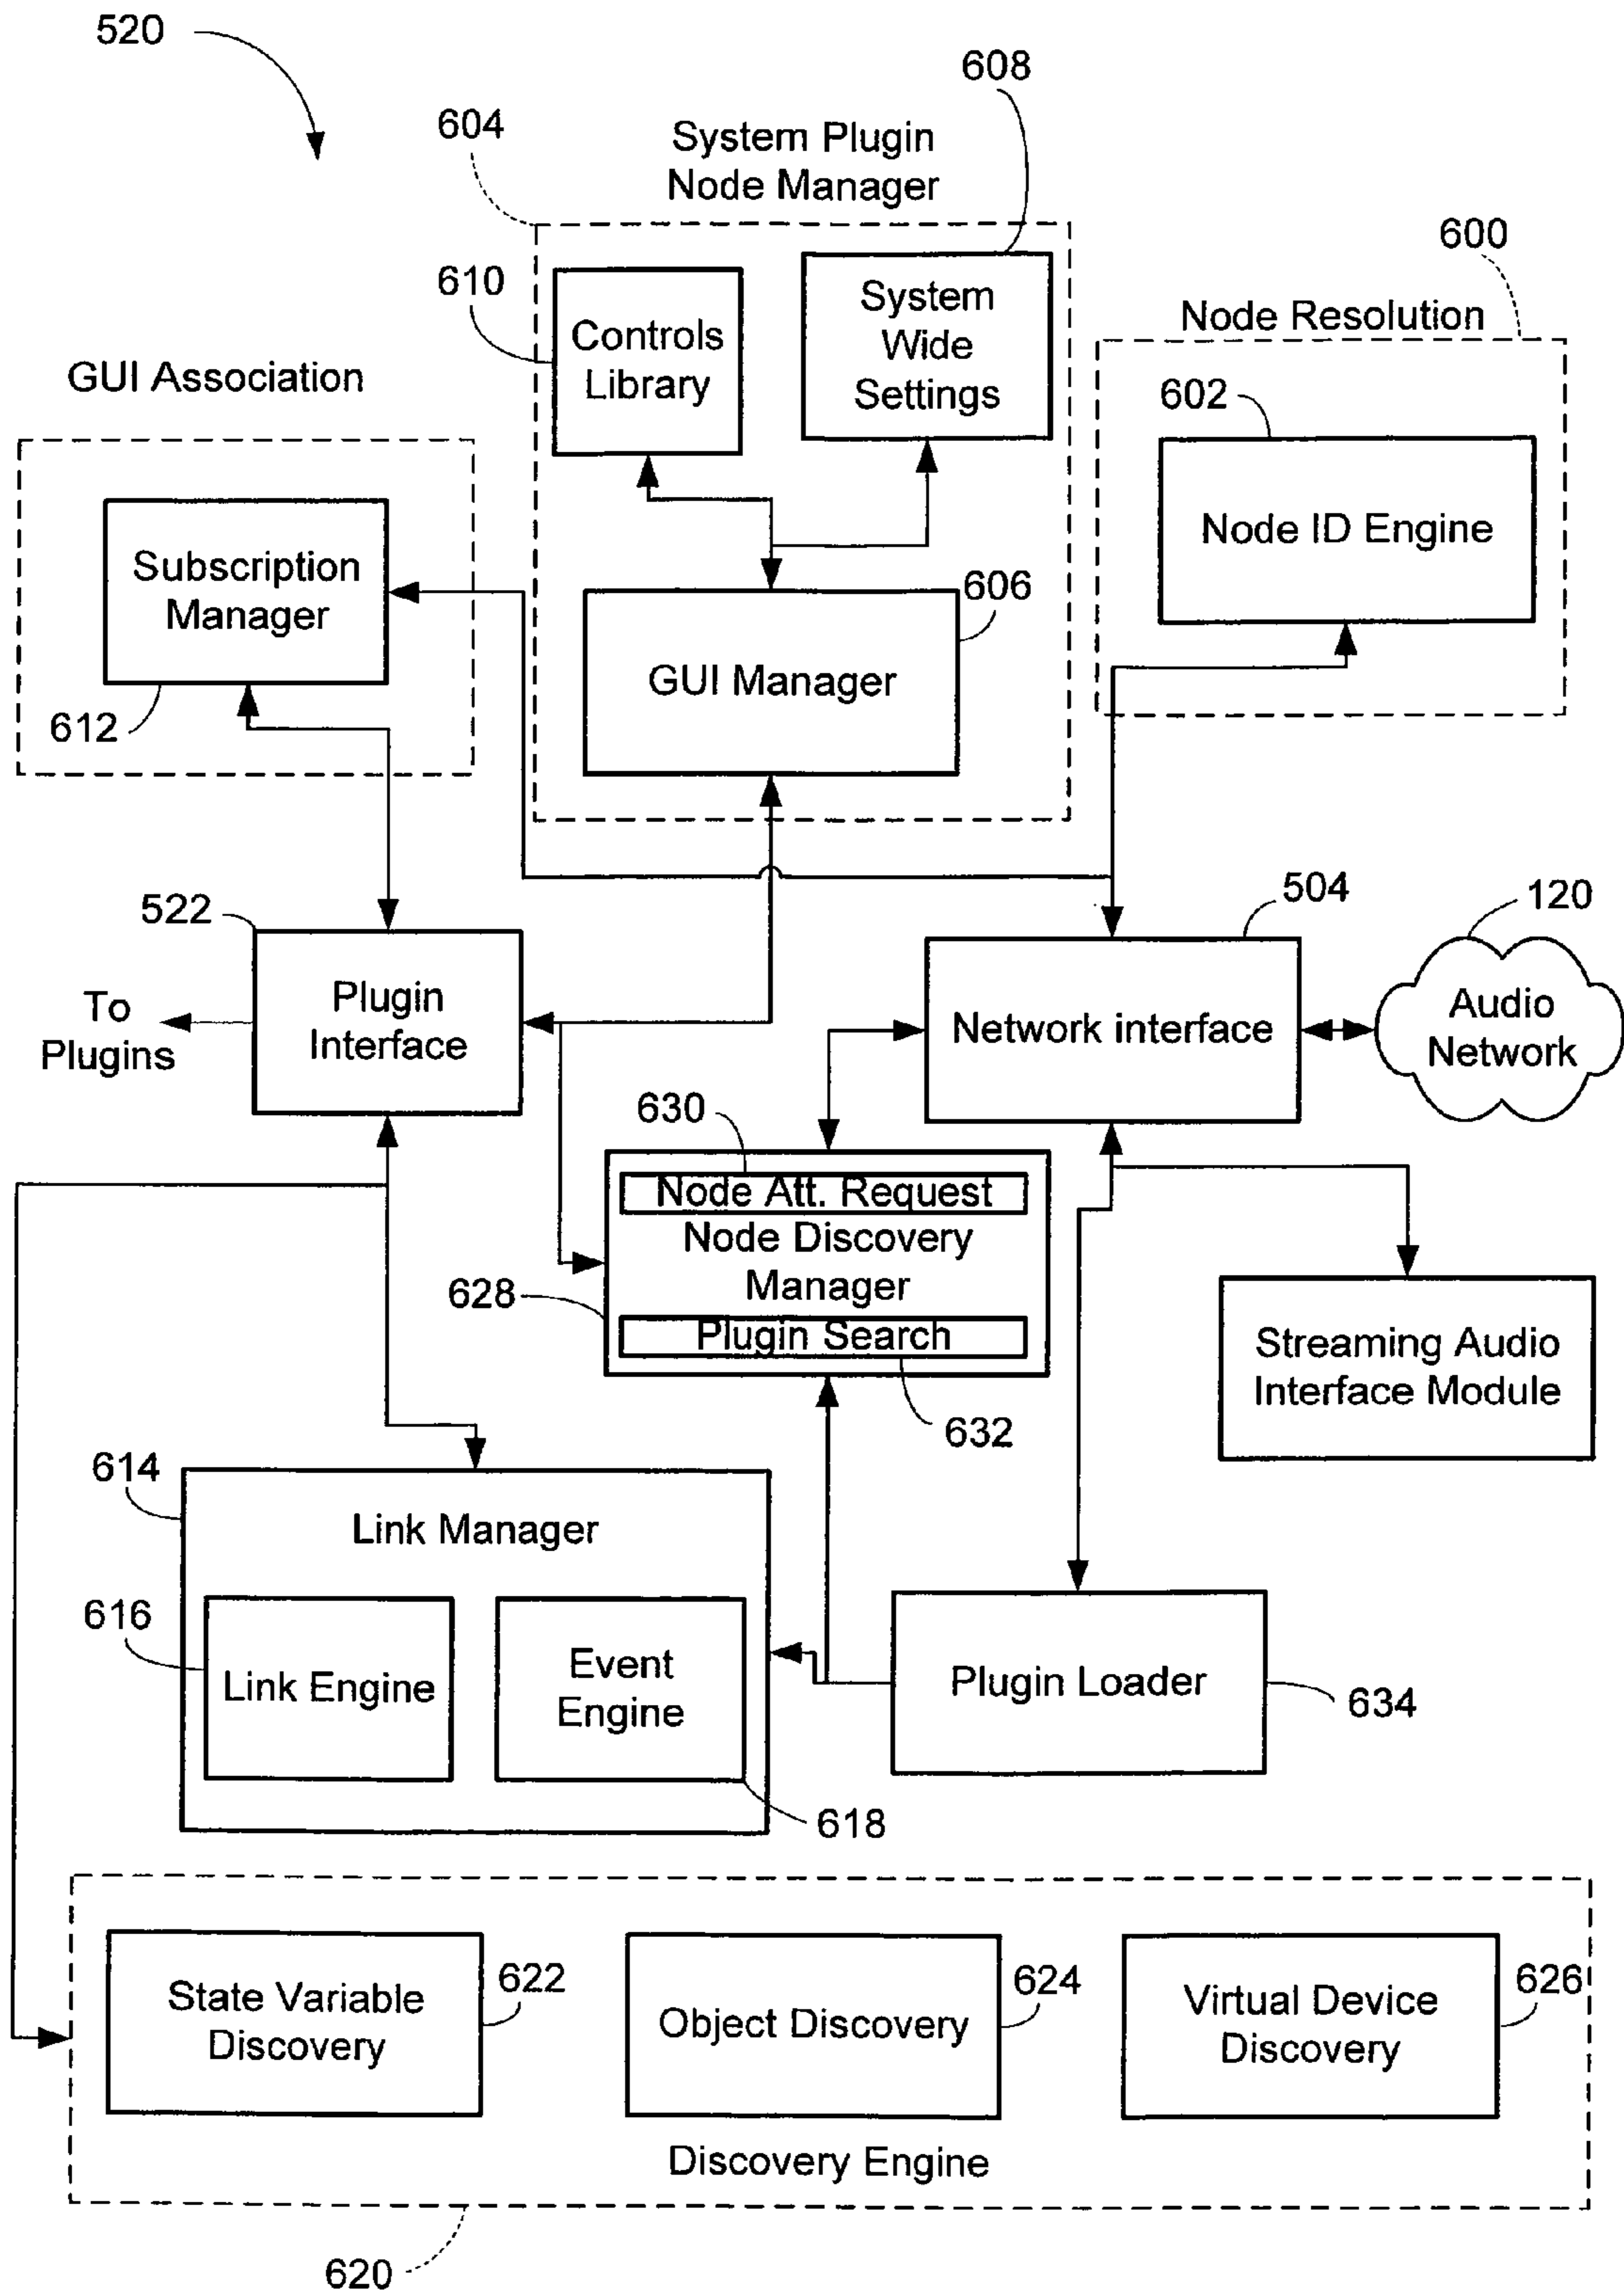 520
608
604
System Plugin
Node Manager
600
610
Controls
Library
System
Wide
Settings
Node Resolution
GUI Association
602
Node ID Engine
Subscription
Manager
606
GUI Manager
612
522
504
120
To
Plugins
Plugin
Interface
Network interface
Audio
Network
630
Node Att. Request
Node Discovery
Manager
628
Plugin Search
632
Streaming Audio
Interface Module
614
Link Manager
616
Link Engine
Event
Engine
Plugin Loader
634
618
State Variable
Discovery
622
Object Discovery
624
Virtual Device
Discovery
626
Discovery Engine
620